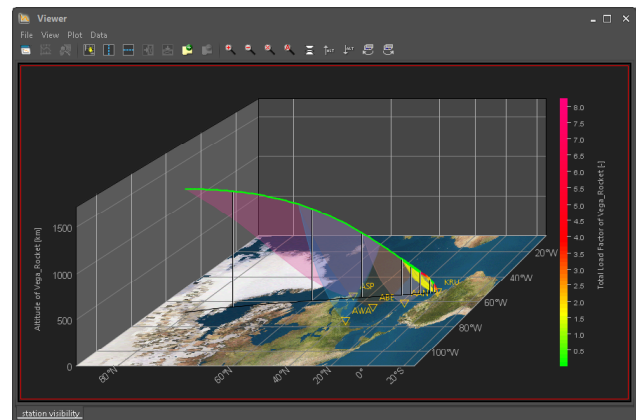 Viewer
File View Plot Data
ALT ALT
8.0
7.5
7.0
6.5
6.0
5.5
5.0
4.5
4.0
3.5
3.0
2.5
2.0
1.5
1.0
0.5
Total Load Factor of Vega_Rocket [-]
Altitude of Vega_Rocket [km]
1500
1000
500
0
20°W
40°W
60°W
80°W
100°W
80°N
60°N
40°N
20°N
0°
20°S
ASP
KRU
AWA
station visibility